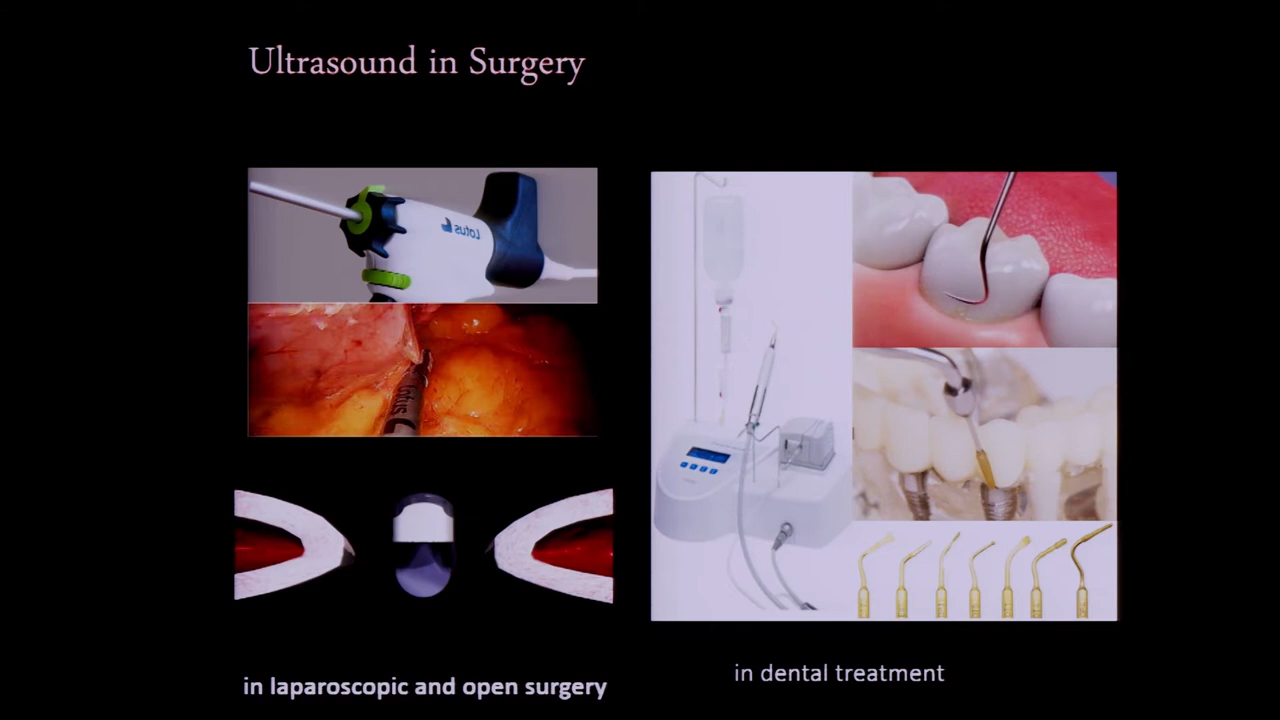 Ultrasound in Surgery
Lotus
Lotus
in laparoscopic and open surgery
in dental treatment